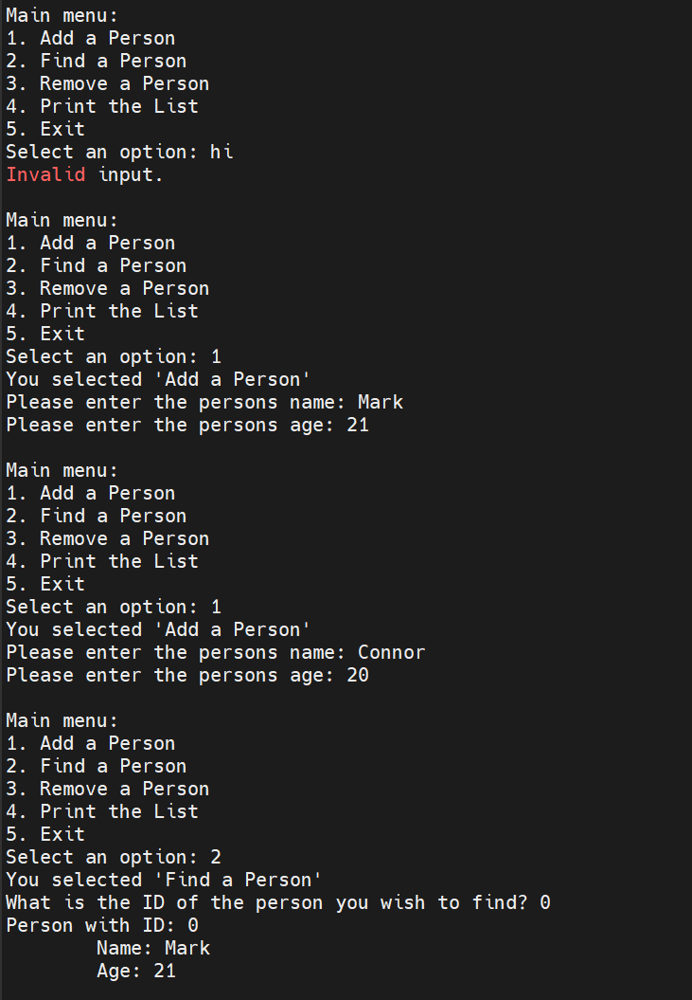 Main menu:
1. Add a Person
2. Find a Person
3. Remove a Person
4. Print the List
5. Exit
Select an option: hi
Invalid input.
Main menu:
1. Add a Person
2. Find a Person
3. Remove a Person
4. Print the List
5. Exit
Select an option: 1
You selected 'Add a Person'
Please enter the persons name: Mark
Please enter the persons age: 21
Main menu:
1. Add a Person
2. Find a Person
3. Remove a Person
4. Print the List
5. Exit
Select an option: 1
You selected 'Add a Person'
Please enter the persons name: Connor
Please enter the persons age: 20
Main menu:
1. Add a Person
2. Find a Person
3. Remove a Person
4. Print the List
5. Exit
Select an option: 2
You selected 'Find a Person'
What is the ID of the person you wish to find? 0
Person with ID: 0
Name: Mark
Age: 21